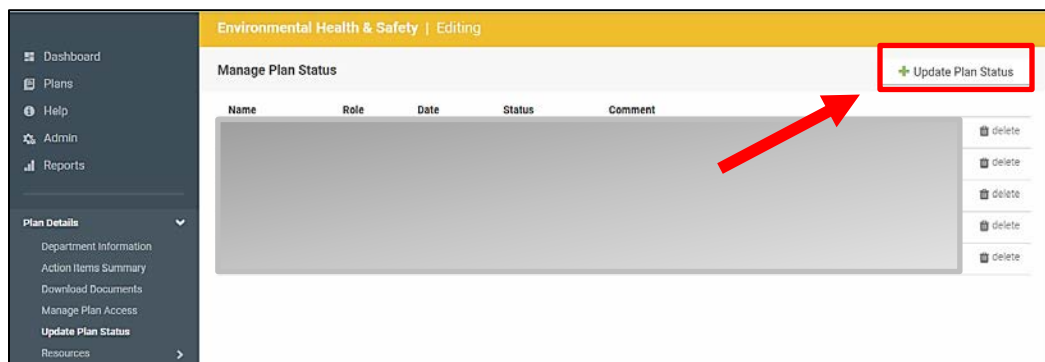 Environmental Health & Safety | Editing
Dashboard
Plans
Help
Admin
Reports
Plan Details
Department Information
Action Items Summary
Download Documents
Manage Plan Access
Update Plan Status
Resources
Manage Plan Status
Update Plan Status
Name Role Date Status Comment
delete
delete
delete
delete
delete